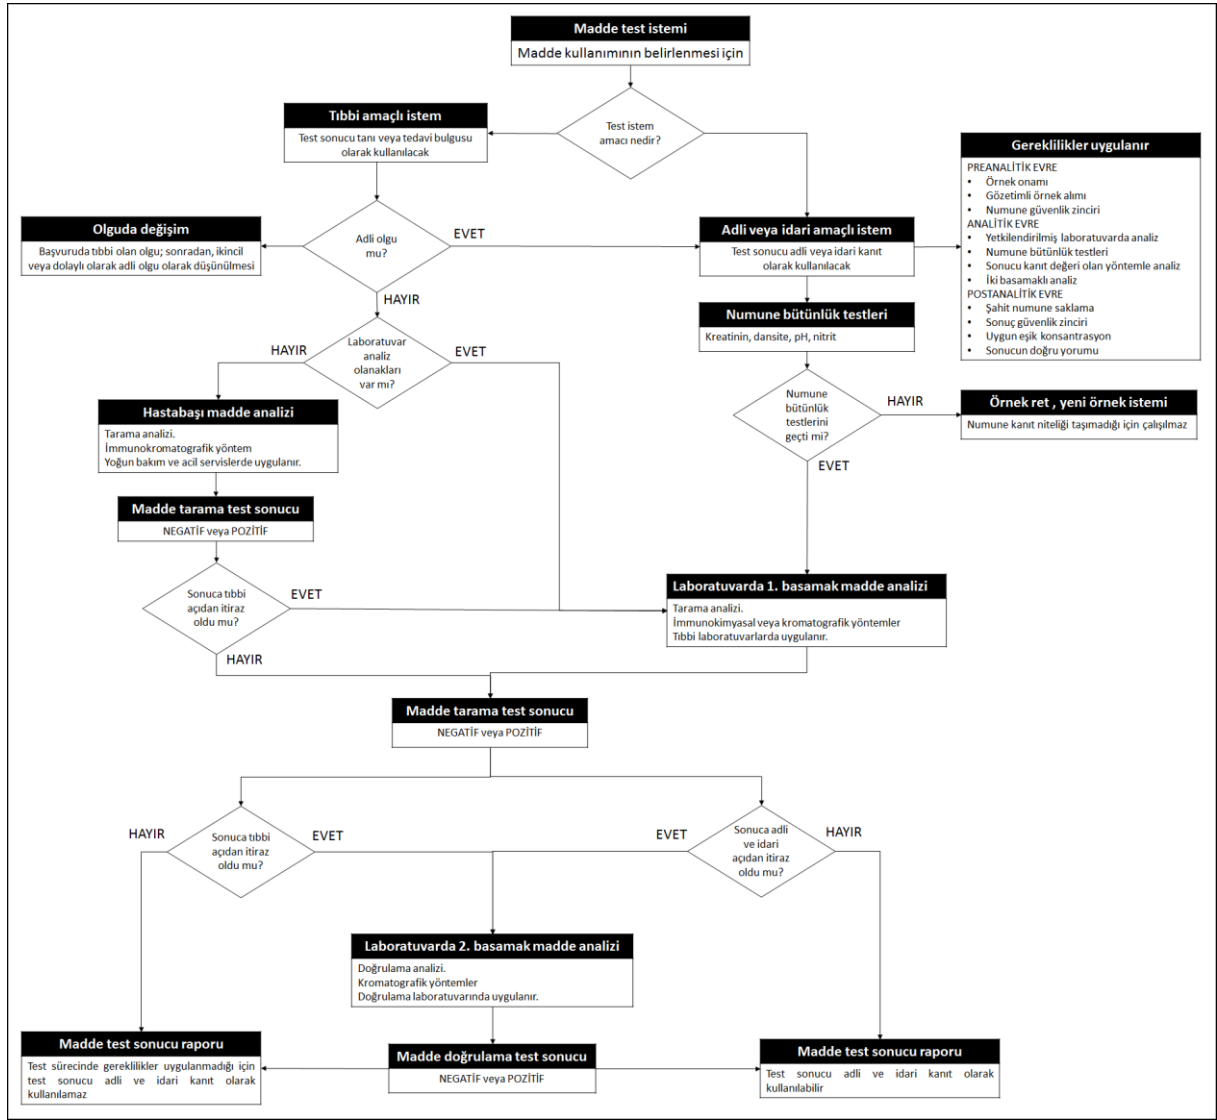 Madde test istemi
Madde kullanımının belirlenmesi için
Test istem
amacı nedir?
Tıbbi amaçlı istem
Test sonucu tanı veya tedavi bulgusu
olarak kullanılacak
Gereklilikler uygulanır
PREANALİTİK EVRE
• Örnek onamı
• Gözetimli örnek alımı
• Numune güvenlik zinciri
ANALİTİK EVRE
• Yetkilendirilmiş laboratuvarda analiz
• Numune bütünlük testleri
• Sonucu kanıt değeri olan yöntemle analiz
• İki basamaklı analiz
POSTANALİTİK EVRE
• Şahit numune saklama
• Sonuç güvenlik zinciri
• Uygun eşik konsantrasyon
• Sonucun doğru yorumu
Olguda değişim
Başvuruda tıbbi olan olgu; sonradan, ikincil
veya dolaylı olarak adli olgu olarak düşünülmesi
Adli olgu
mu?
EVET
HAYIR
Adli veya idari amaçlı istem
Test sonucu adli veya idari kanıt
olarak kullanılacak
Numune bütünlük testleri
Kreatinin, dansite, pH, nitrit
HAYIR
Laboratuvar
analiz
olanakları
var mı?
EVET
Numune
bütünlük
testlerini
geçti mi?
HAYIR
EVET
Örnek ret , yeni örnek istemi
Numune kanıt niteliği taşımadığı için çalışılmaz
Hastabaşı madde analizi
Tarama analizi.
İmmunokromatografik yöntem
Yoğun bakım ve acil servislerde uygulanır.
Madde tarama test sonucu
NEGATİF veya POZİTİF
Sonuca tıbbi
açıdan itiraz
oldu mu?
EVET
HAYIR
Laboratuvarda 1. basamak madde analizi
Tarama analizi.
İmmunokimyasal veya kromatografik yöntemler
Tıbbi laboratuvarlarda uygulanır.
Madde tarama test sonucu
NEGATİF veya POZİTİF
HAYIR
Sonuca tıbbi
açıdan itiraz
oldu mu?
EVET
EVET
Sonuca adli
ve idari
açıdan itiraz
oldu mu?
HAYIR
Laboratuvarda 2. basamak madde analizi
Doğrulama analizi.
Kromatografik yöntemler
Doğrulama laboratuvarında uygulanır.
Madde test sonucu raporu
Test sürecinde gereklilikler uygulanmadığı için
test sonucu adli ve idari kanıt olarak
kullanılamaz
Madde doğrulama test sonucu
NEGATİF veya POZİTİF
Madde test sonucu raporu
Test sonucu adli ve idari kanıt olarak
kullanılabilir